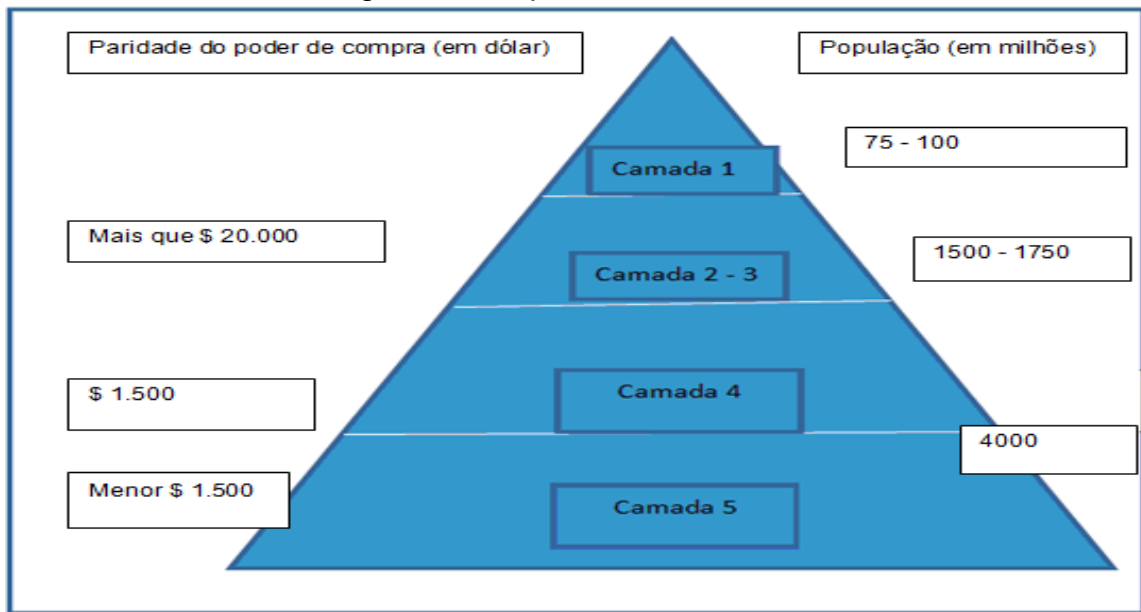 Paridade do poder de compra (em dólar)
População (em milhões)
75 - 100
Camada 1
Mais que $ 20.000
1500 - 1750
Camada 2 - 3
$ 1.500
Camada 4
4000
Menor $ 1.500
Camada 5